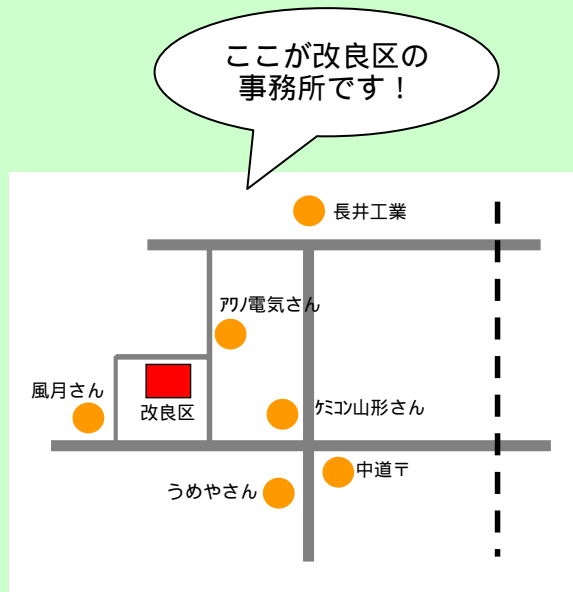 ここが改良区の
事務所です！
長井工業
ｱﾜﾉ電気さん
風月さん
改良区
ｹﾐｺﾝ山形さん
中道〒
うめやさん